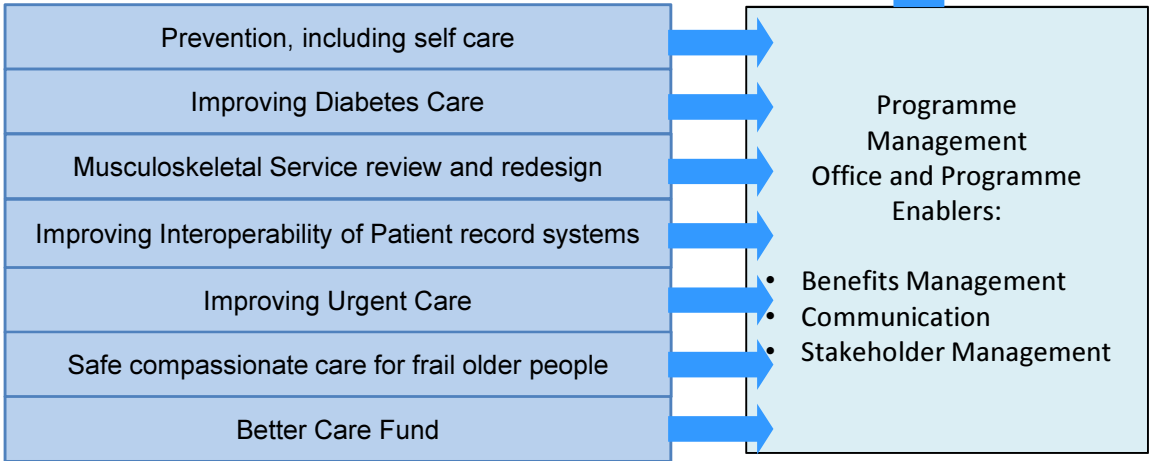 Prevention, including self care
Improving Diabetes Care
Musculoskeletal Service review and redesign
Improving Interoperability of Patient record systems
Improving Urgent Care
Safe compassionate care for frail older people
Better Care Fund
Programme
Management
Office and Programme
Enablers:
• Benefits Management
• Communication
• Stakeholder Management